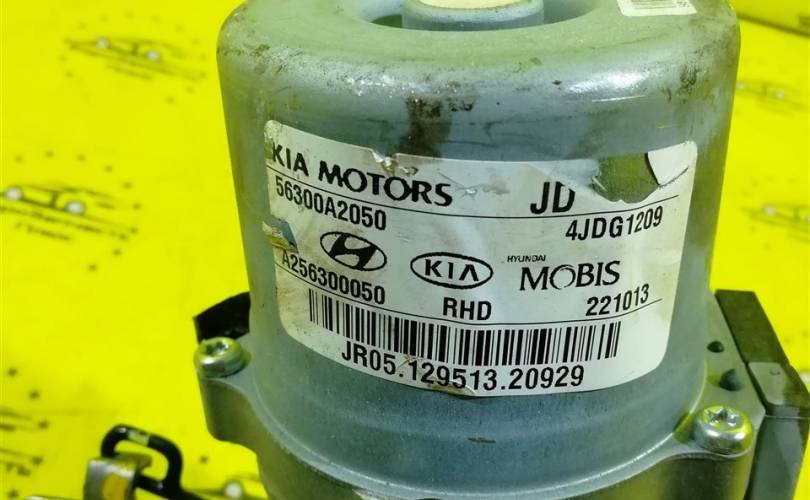 KIA MOTORS JD
56300A2050 4JDG1209
KIA HYUNDAI MOBIS
A256300050 RHD 221013
JR05.129513.20929